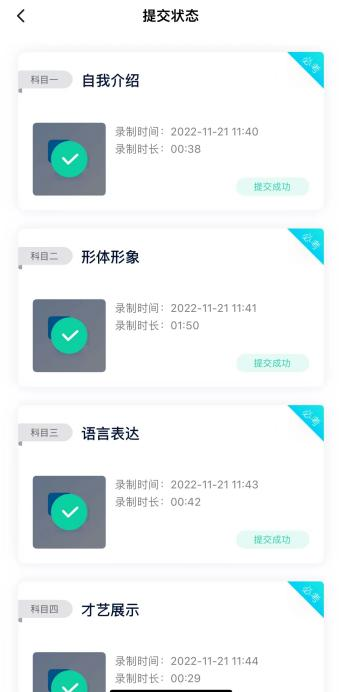 提交状态
必考
科目一
自我介绍
录制时间：2022-11-21 11:40
录制时长：00:38
提交成功
必考
科目二
形体形象
录制时间：2022-11-21 11:41
录制时长：01:50
提交成功
必考
科目三
语言表达
录制时间：2022-11-21 11:43
录制时长：00:42
提交成功
必考
科目四
才艺展示
录制时间：2022-11-21 11:44
录制时长：00:29